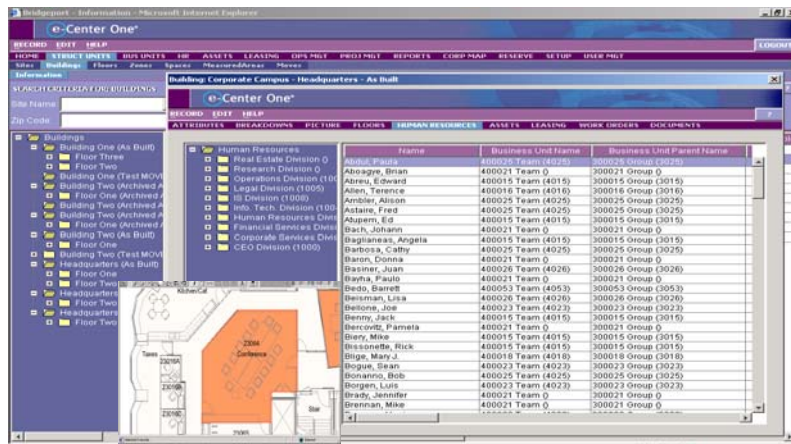 Bridgeport - Information - Microsoft Internet Explorer
e-Center One
RECORD EDIT HELP
LOGOUT
HOME STRUCT UNITS BUS UNITS HR ASSETS LEASING OPS MGT PROJ MGT REPORTS CORP MAP RESERVE SETUP USER MGT
Sites Buildings Floors Zones Spaces MeasuredAreas Moves
Information
SEARCH CRITERIA FOR BUILDINGS
Site Name:
Zip Code:
Buildings
Building One (As Built)
Floor Three
Floor Two
Building One (Test MOVE
Building Two (Archived A
Floor One (Archived A
Building Two (Archived A
Building Two (Archived A
Floor One (Archived A
Building Two (As Built)
Floor One
Building Two (Test MOVE
Headquarters (As Built)
Floor One
Floor Two
Headquarters
Floor Two
Headquarters
Floor Two
Building: Corporate Campus - Headquarters - As Built
e-Center One
RECORD EDIT HELP
?
ATTRIBUTES BREAKDOWNS PICTURE FLOORS HUMAN RESOURCES ASSETS LEASING WORK ORDERS DOCUMENTS
Human Resources
Real Estate Division ()
Research Division ()
Operations Division (100
Legal Division (1005)
IS Division (1008)
Info. Tech. Division (100
Human Resources Divis
Financial Services Divis
Corporate Services Divis
CEO Division (1000)
Name Business Unit Name Business Unit Parent Name
Abdul, Paula 400025 Team (4025) 300025 Group (3025)
Aboagye, Brian 400021 Team () 300021 Group ()
Abreu, Edward 400015 Team (4015) 300015 Group (3015)
Allen, Terence 400016 Team (4016) 300016 Group (3016)
Ambler, Alison 400025 Team (4025) 300025 Group (3025)
Astaire, Fred 400025 Team (4025) 300025 Group (3025)
Atupem, Ed 400015 Team (4015) 300015 Group (3015)
Bach, Johann 400021 Team () 300021 Group ()
Baglianeas, Angela 400015 Team (4015) 300015 Group (3015)
Barbosa, Cathy 400025 Team (4025) 300025 Group (3025)
Baron, Donna 400021 Team () 300021 Group ()
Basiner, Juan 400026 Team (4026) 300026 Group (3026)
Bayha, Paulo 400021 Team () 300021 Group ()
Bedo, Barrett 400053 Team (4053) 300053 Group (3053)
Beisman, Lisa 400026 Team (4026) 300026 Group (3026)
Bellone, Joe 400023 Team (4023) 300023 Group (3023)
Benny, Jack 400015 Team (4015) 300015 Group (3015)
Bercovitz, Pamela 400021 Team () 300021 Group ()
Biery, Mike 400015 Team (4015) 300015 Group (3015)
Bissonette, Rick 400015 Team (4015) 300015 Group (3015)
Blige, Mary J. 400018 Team (4018) 300018 Group (3018)
Bogue, Sean 400023 Team (4023) 300023 Group (3023)
Bonanno, Bob 400025 Team (4025) 300025 Group (3025)
Borgen, Luis 400023 Team (4023) 300023 Group (3023)
Brady, Jennifer 400021 Team () 300021 Group ()
Brennan, Mike 400021 Team () 300021 Group ()
Kitchen/Caf
Taxes
Z3064
Conference
Z3016A
Z3016B
Z3016D
Stair